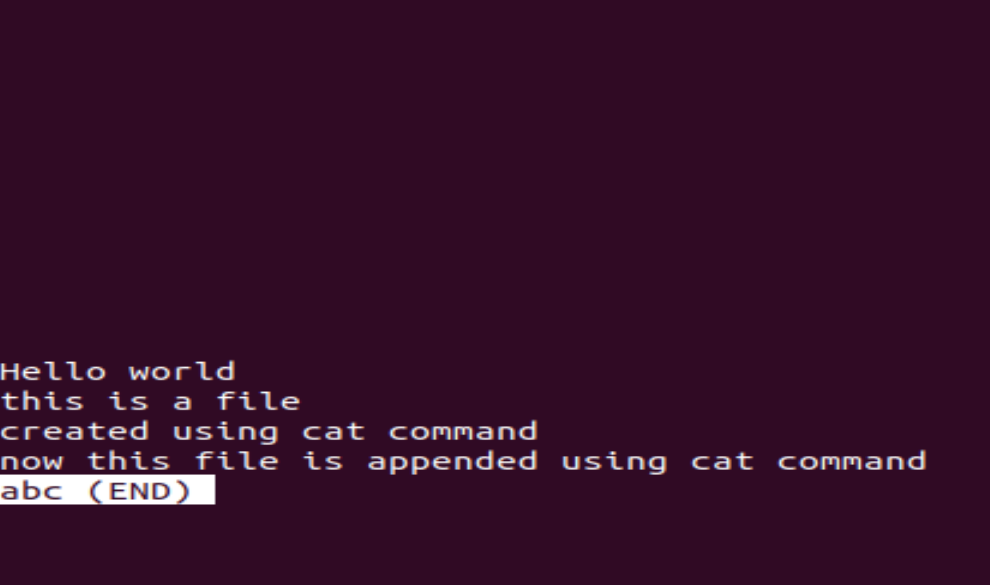 Hello world
this is a file
created using cat command
now this file is appended using cat command
abc (END)